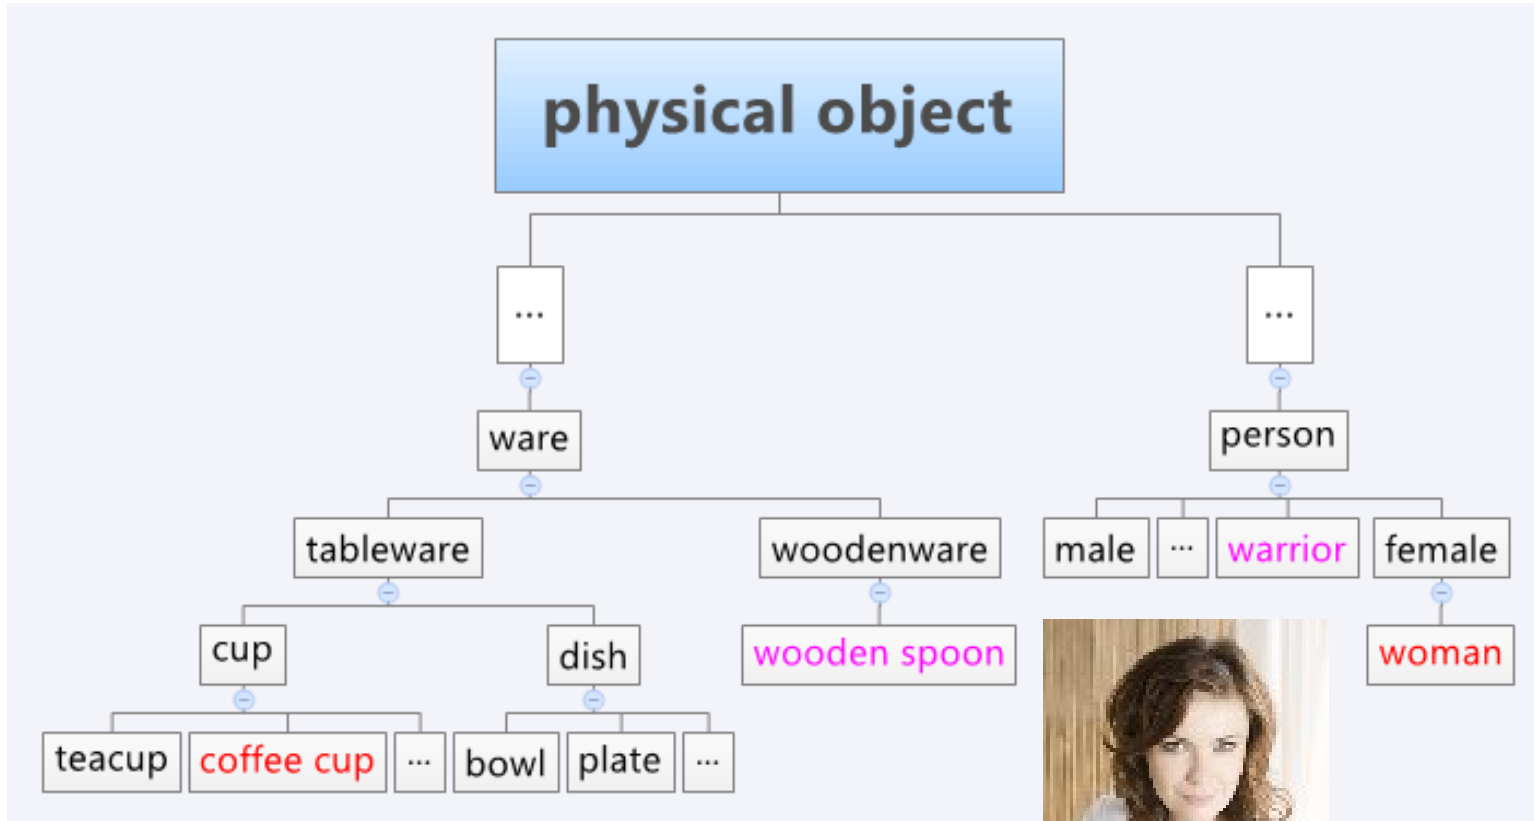 physical object
... ...
ware person
tableware woodenware male ... warrior female
cup dish wooden spoon woman
teacup coffee cup ... bowl plate ...